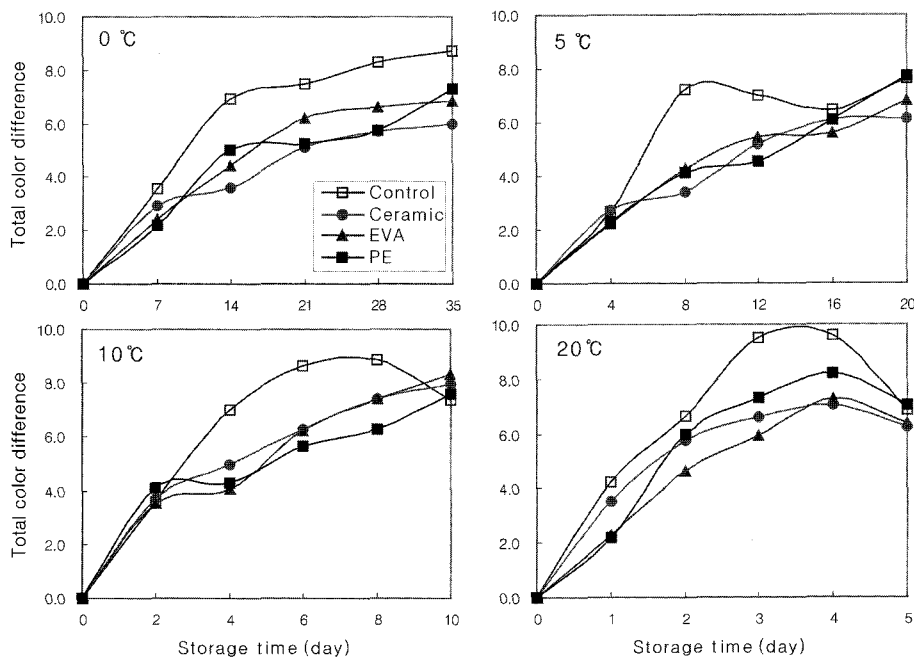 0 ℃
Total color difference
10.0
8.0
6.0
4.0
2.0
0.0
0 7 14 21 28 35
Control
Ceramic
EVA
PE
5 ℃
10.0
8.0
6.0
4.0
2.0
0.0
0 4 8 12 16 20
10℃
Total color difference
10.0
8.0
6.0
4.0
2.0
0.0
0 2 4 6 8 10
Storage time (day)
20℃
10.0
8.0
6.0
4.0
2.0
0.0
0 1 2 3 4 5
Storage time (day)